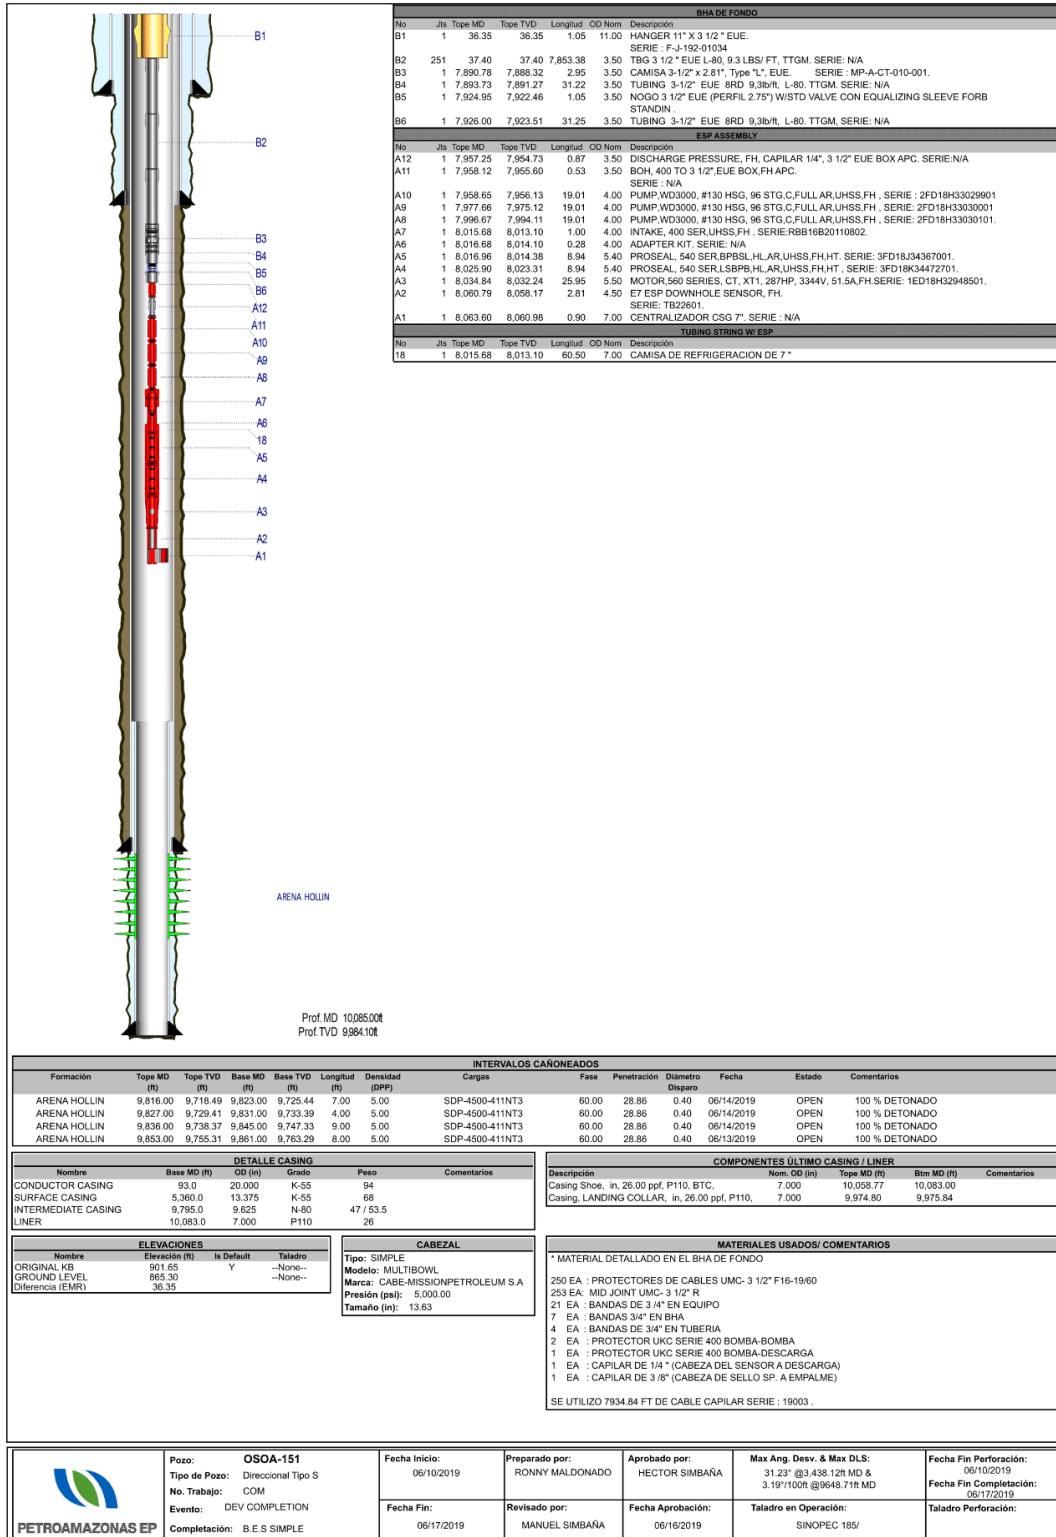 B1
B2
B3
B4
B5
B6
A12
A11
A10
A9
A8
A7
A6
18
A5
A4
A3
A2
A1
ARENA HOLLIN
Prof. MD 10,085.00ft
Prof. TVD 9,984.10ft
BHA DE FONDO
No Jts Tope MD Tope TVD Longitud OD Nom Descripción
B1 1 36.35 36.35 1.05 11.00 HANGER 11" X 3 1/2 " EUE.
SERIE : F-J-192-01034
B2 251 37.40 37.40 7,853.38 3.50 TBG 3 1/2 " EUE L-80, 9.3 LBS/ FT, TTGM. SERIE: N/A
B3 1 7,890.78 7,888.32 2.95 3.50 CAMISA 3-1/2" x 2.81", Type "L", EUE. SERIE : MP-A-CT-010-001.
B4 1 7,893.73 7,891.27 31.22 3.50 TUBING 3-1/2" EUE 8RD 9,3lb/ft, L-80. TTGM. SERIE: N/A
B5 1 7,924.95 7,922.46 1.05 3.50 NOGO 3 1/2" EUE (PERFIL 2.75") W/STD VALVE CON EQUALIZING SLEEVE FORB
STANDIN .
B6 1 7,926.00 7,923.51 31.25 3.50 TUBING 3-1/2" EUE 8RD 9,3lb/ft, L-80. TTGM, SERIE: N/A
ESP ASSEMBLY
No Jts Tope MD Tope TVD Longitud OD Nom Descripción
A12 1 7,957.25 7,954.73 0.87 3.50 DISCHARGE PRESSURE, FH, CAPILAR 1/4", 3 1/2" EUE BOX APC. SERIE:N/A
A11 1 7,958.12 7,955.60 0.53 3.50 BOH, 400 TO 3 1/2",EUE BOX,FH APC.
SERIE : N/A
A10 1 7,958.65 7,956.13 19.01 4.00 PUMP,WD3000, #130 HSG, 96 STG,C,FULL AR,UHSS,FH , SERIE : 2FD18H33029901
A9 1 7,977.66 7,975.12 19.01 4.00 PUMP,WD3000, #130 HSG, 96 STG,C,FULL AR,UHSS,FH , SERIE: 2FD18H33030001
A8 1 7,996.67 7,994.11 19.01 4.00 PUMP,WD3000, #130 HSG, 96 STG,C,FULL AR,UHSS,FH , SERIE: 2FD18H33030101.
A7 1 8,015.68 8,013.10 1.00 4.00 INTAKE, 400 SER,UHSS,FH . SERIE:RBB16B20110802.
A6 1 8,016.68 8,014.10 0.28 4.00 ADAPTER KIT. SERIE: N/A
A5 1 8,016.96 8,014.38 8.94 5.40 PROSEAL, 540 SER,BPBSL,HL,AR,UHSS,FH,HT. SERIE: 3FD18J34367001.
A4 1 8,025.90 8,023.31 8.94 5.40 PROSEAL, 540 SER,LSBPB,HL,AR,UHSS,FH,HT , SERIE: 3FD18K34472701.
A3 1 8,034.84 8,032.24 25.95 5.50 MOTOR,560 SERIES, CT, XT1, 287HP, 3344V, 51.5A,FH.SERIE: 1ED18H32948501.
A2 1 8,060.79 8,058.17 2.81 4.50 E7 ESP DOWNHOLE SENSOR, FH.
SERIE: TB22601.
A1 1 8,063.60 8,060.98 0.90 7.00 CENTRALIZADOR CSG 7". SERIE : N/A
TUBING STRING W/ ESP
No Jts Tope MD Tope TVD Longitud OD Nom Descripción
18 1 8,015.68 8,013.10 60.50 7.00 CAMISA DE REFRIGERACION DE 7 "
INTERVALOS CAÑONEADOS
Formación Tope MD (ft) Tope TVD (ft) Base MD (ft) Base TVD (ft) Longitud (ft) Densidad (DPP) Cargas Fase Penetración Diámetro Disparo Fecha Estado Comentarios
ARENA HOLLIN 9,816.00 9,718.49 9,823.00 9,725.44 7.00 5.00 SDP-4500-411NT3 60.00 28.86 0.40 06/14/2019 OPEN 100 % DETONADO
ARENA HOLLIN 9,827.00 9,729.41 9,831.00 9,733.39 4.00 5.00 SDP-4500-411NT3 60.00 28.86 0.40 06/14/2019 OPEN 100 % DETONADO
ARENA HOLLIN 9,836.00 9,738.37 9,845.00 9,747.33 9.00 5.00 SDP-4500-411NT3 60.00 28.86 0.40 06/14/2019 OPEN 100 % DETONADO
ARENA HOLLIN 9,853.00 9,755.31 9,861.00 9,763.29 8.00 5.00 SDP-4500-411NT3 60.00 28.86 0.40 06/13/2019 OPEN 100 % DETONADO
DETALLE CASING
Nombre Base MD (ft) OD (in) Grado Peso Comentarios
CONDUCTOR CASING 93.0 20.000 K-55 94
SURFACE CASING 5,360.0 13.375 K-55 68
INTERMEDIATE CASING 9,795.0 9.625 N-80 47 / 53.5
LINER 10,083.0 7.000 P110 26
COMPONENTES ÚLTIMO CASING / LINER
Descripción Nom. OD (in) Tope MD (ft) Btm MD (ft) Comentarios
Casing Shoe, in, 26.00 ppf, P110, BTC, 7.000 10,058.77 10,083.00
Casing, LANDING COLLAR, in, 26.00 ppf, P110, 7.000 9,974.80 9,975.84
ELEVACIONES
Nombre Elevación (ft) Is Default Taladro
ORIGINAL KB 901.65 Y --None--
GROUND LEVEL 865.30 --None--
Diferencia (EMR) 36.35
CABEZAL
Tipo: SIMPLE
Modelo: MULTIBOWL
Marca: CABE-MISSIONPETROLEUM S.A
Presión (psi): 5,000.00
Tamaño (in): 13.63
MATERIALES USADOS/ COMENTARIOS
* MATERIAL DETALLADO EN EL BHA DE FONDO
250 EA : PROTECTORES DE CABLES UMC- 3 1/2" F16-19/60
253 EA: MID JOINT UMC- 3 1/2" R
21 EA : BANDAS DE 3 /4" EN EQUIPO
7 EA : BANDAS 3/4" EN BHA
4 EA : BANDAS DE 3/4" EN TUBERIA
2 EA : PROTECTOR UKC SERIE 400 BOMBA-BOMBA
1 EA : PROTECTOR UKC SERIE 400 BOMBA-DESCARGA
1 EA : CAPILAR DE 1/4 " (CABEZA DEL SENSOR A DESCARGA)
1 EA : CAPILAR DE 3 /8" (CABEZA DE SELLO SP. A EMPALME)
SE UTILIZO 7934.84 FT DE CABLE CAPILAR SERIE : 19003 .
PETROAMAZONAS EP
Pozo: OSOA-151
Tipo de Pozo: Direccional Tipo S
No. Trabajo: COM
Evento: DEV COMPLETION
Completación: B.E.S SIMPLE
Fecha Inicio:
06/10/2019
Fecha Fin:
06/17/2019
Preparado por:
RONNY MALDONADO
Revisado por:
MANUEL SIMBAÑA
Aprobado por:
HECTOR SIMBAÑA
Fecha Aprobación:
06/16/2019
Max Ang. Desv. & Max DLS:
31.23° @3,438.12ft MD &
3.19°/100ft @9648.71ft MD
Taladro en Operación:
SINOPEC 185/
Fecha Fin Perforación:
06/10/2019
Fecha Fin Completación:
06/17/2019
Taladro Perforación: